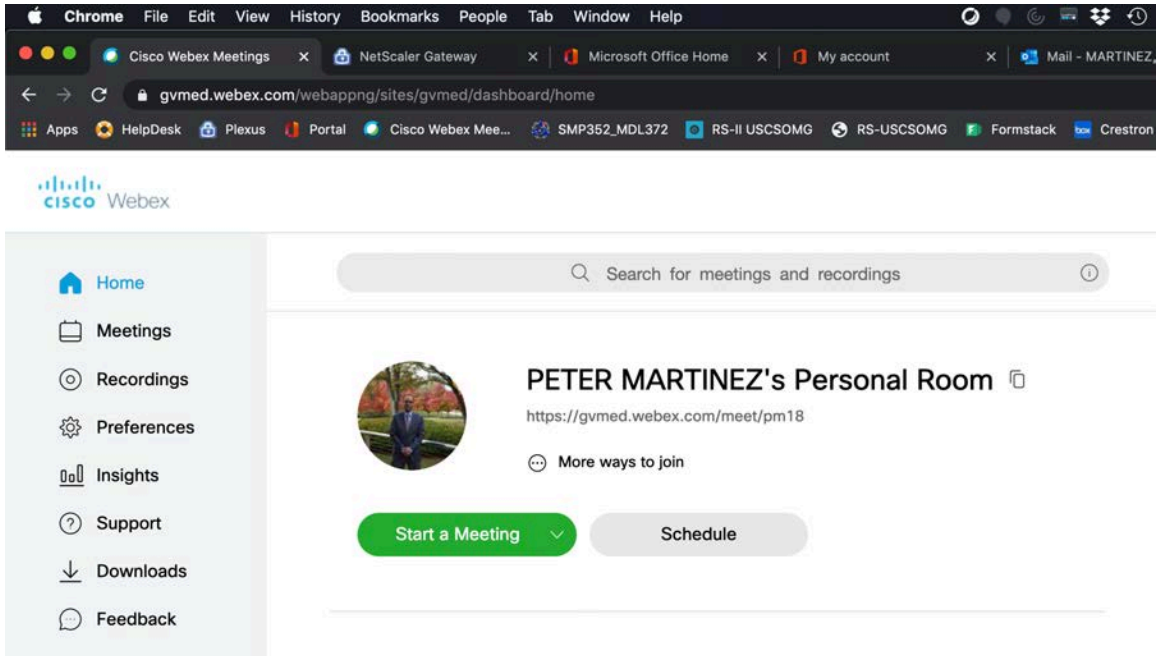 Chrome File Edit View History Bookmarks People Tab Window Help
Cisco Webex Meetings NetScaler Gateway Microsoft Office Home My account Mail - MARTINEZ,
gvmed.webex.com/webappng/sites/gvmed/dashboard/home
Apps HelpDesk Plexus Portal Cisco Webex Mee... SMP352_MDL372 RS-II USCSOMG RS-USCSOMG Formstack box Crestron
cisco Webex
Search for meetings and recordings
Home
Meetings
Recordings
Preferences
Insights
Support
Downloads
Feedback
PETER MARTINEZ's Personal Room
https://gvmed.webex.com/meet/pm18
More ways to join
Start a Meeting
Schedule